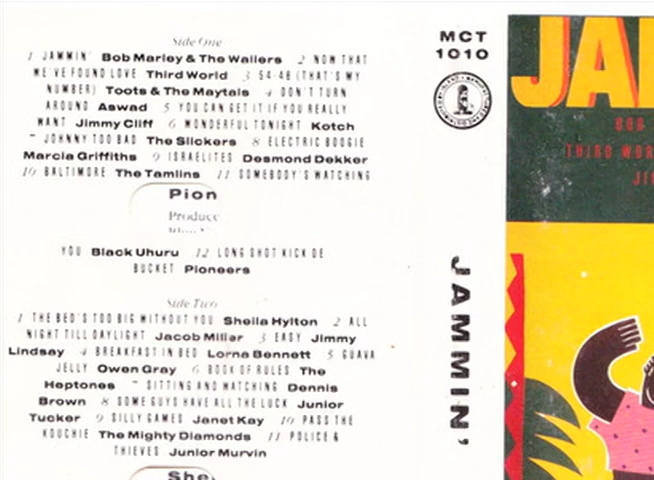 Side One
1 JAMMIN' Bob Marley & The Wailers 2 NOW THAT
WE'VE FOUND LOVE Third World 3 54-46 (THAT'S MY
NUMBER) Toots & The Maytals 4 DON'T TURN
AROUND Aswad 5 YOU CAN GET IT IF YOU REALLY
WANT Jimmy Cliff 6 WONDERFUL TONIGHT Kotch
7 JOHNNY TOO BAD The Slickers 8 ELECTRIC BOOGIE
Marcia Griffiths 9 ISRAELITES Desmond Dekker
10 BALTIMORE The Tamlins 11 SOMEBODY'S WATCHING
Pion
Produce
YOU Black Uhuru 12 LONG SHOT KICK DE
BUCKET Pioneers
Side Two
1 THE BED'S TOO BIG WITHOUT YOU Sheila Hylton 2 ALL
NIGHT TILL DAYLIGHT Jacob Miller 3 EASY Jimmy
Lindsay 4 BREAKFAST IN BED Lorna Bennett 5 GUAVA
JELLY Owen Gray 6 BOOK OF RULES The
Heptones 7 SITTING AND WATCHING Dennis
Brown 8 SOME GUYS HAVE ALL THE LUCK Junior
Tucker 9 SILLY GAMES Janet Kay 10 PASS THE
KOUCHIE The Mighty Diamonds 11 POLICE &
THIEVES Junior Murvin
She
MCT
1010
JAMMIN'
JA
BOB
THIRD WOR
JI